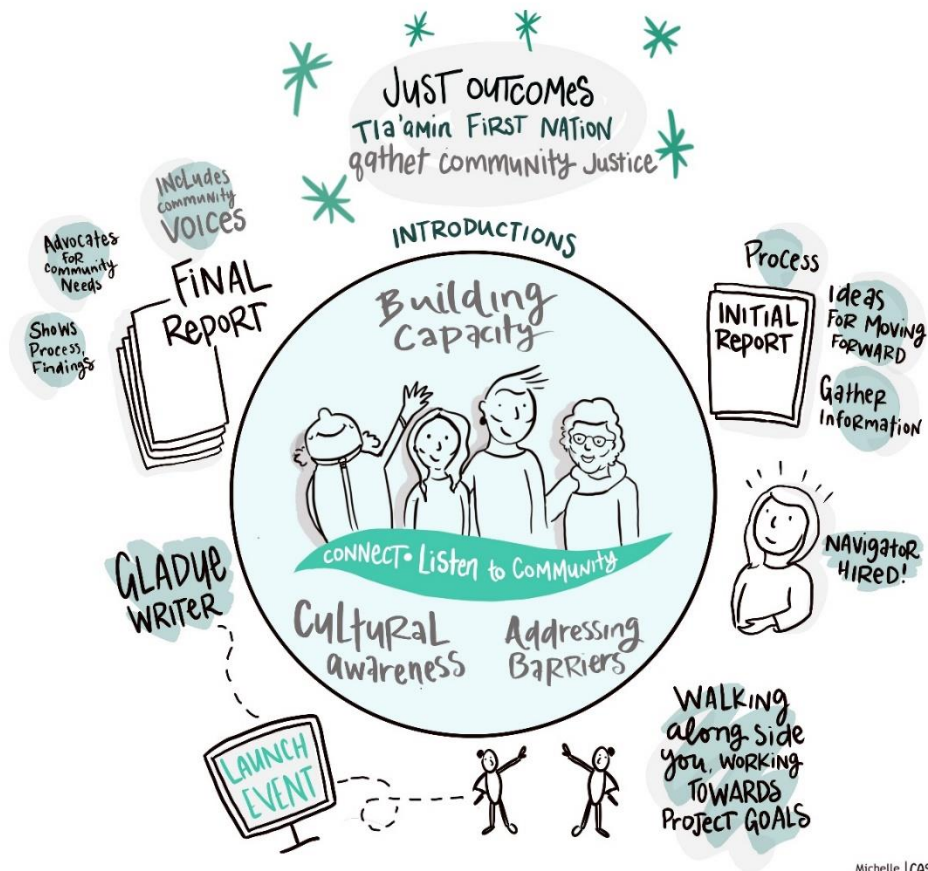 JUST OUTCOMES
Tla'amin FIRST NATION
qathet community Justice
INTRODUCTIONS
Building
Capacity
CONNECT • Listen to COMMUNITY
Cultural
awareness
Addressing
BARRIERS
Process
INITIAL
REPORT
Ideas
FOR MOVING
FORWARD
Gather
Information
NAVIGATOR
HIRED!
WALKING
along side
you, WORKING
TOWARDS
PROJECT GOALS
LAUNCH
EVENT
GLADUE
WRITER
FINAL
REPORT
INCLUDES
COMMUNITY
VOICES
Advocates
FOR
Community
Needs
Shows
Process,
Findings
Michelle